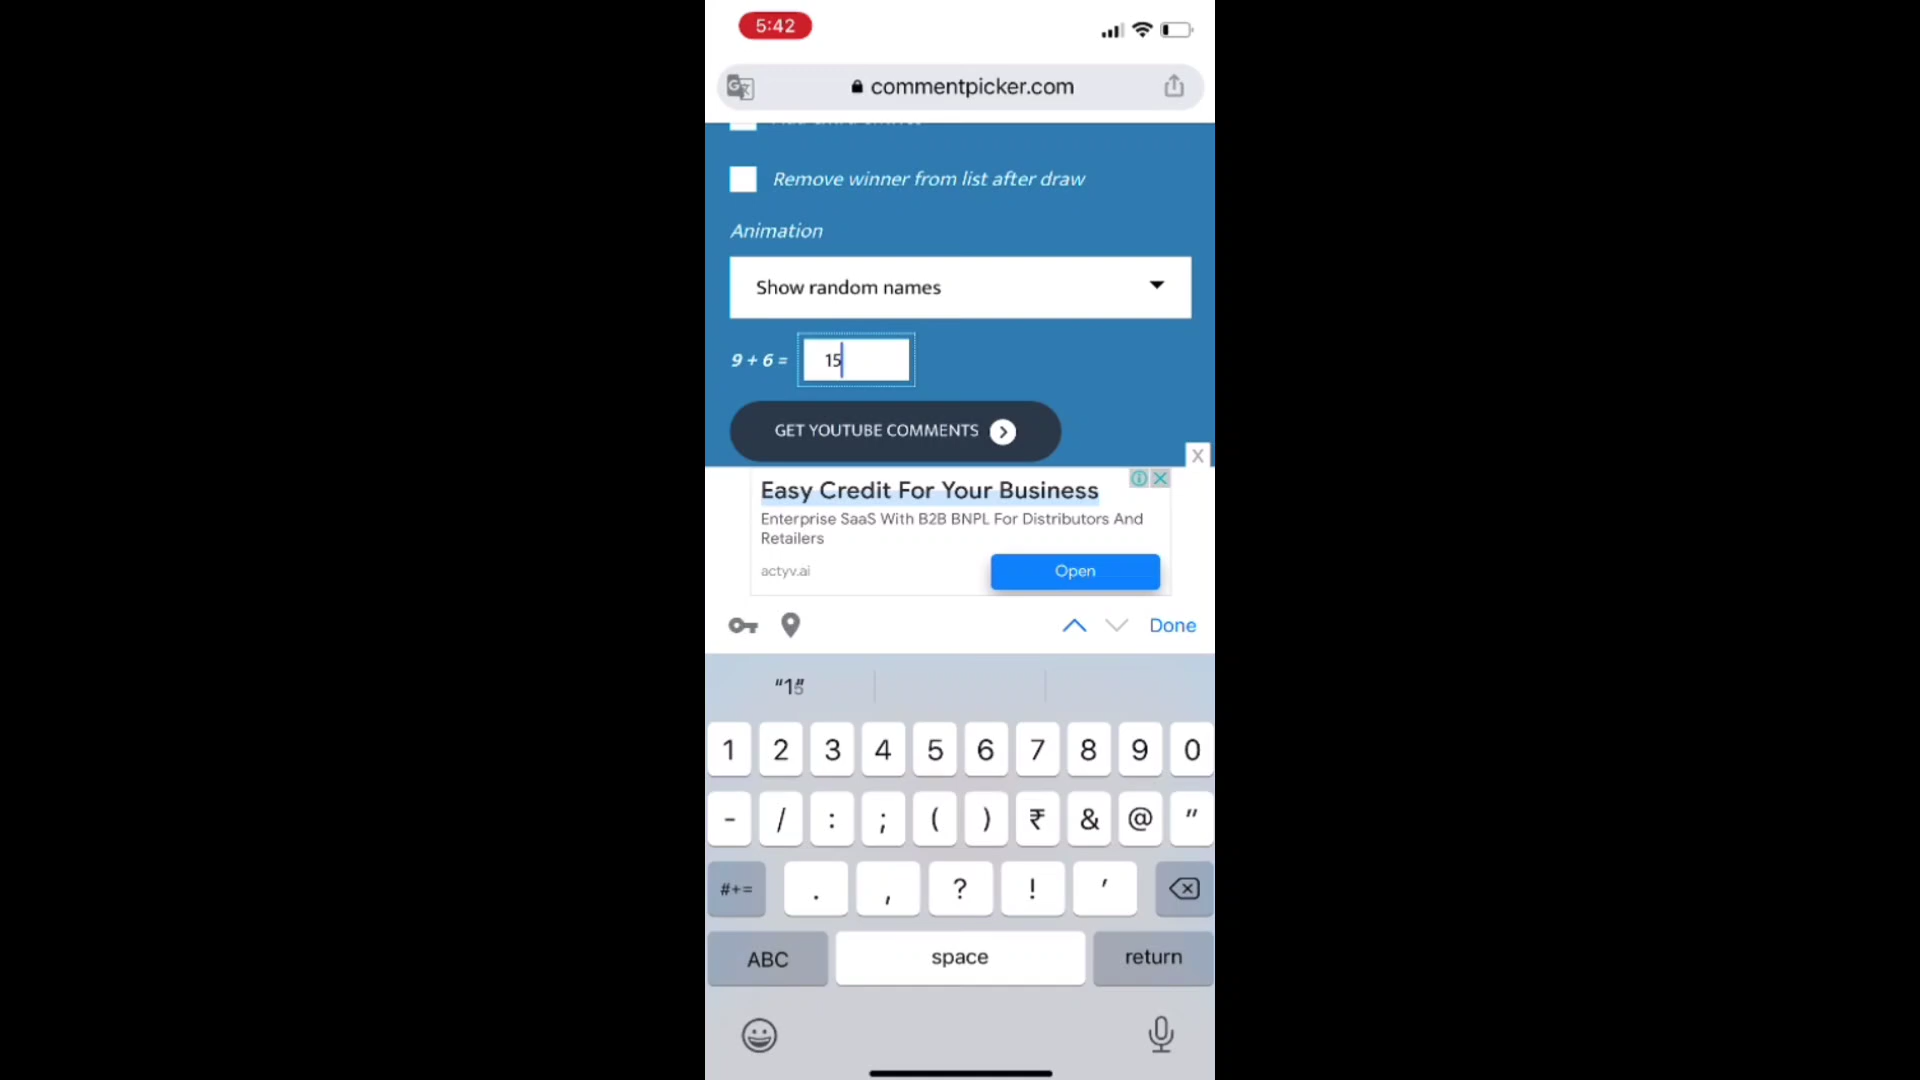 5:42
commentpicker.com
Remove winner from list after draw
Animation
Show random names
9 + 6 =
15
GET YOUTUBE COMMENTS
X
Easy Credit For Your Business
Enterprise SaaS With B2B BNPL For Distributors And
Retailers
actyv.ai
Open
Done
1 2 3 4 5 6 7 8 9 0
- / : ; ( ) ₹ & @ "
#+= . , ? ! '
ABC space return